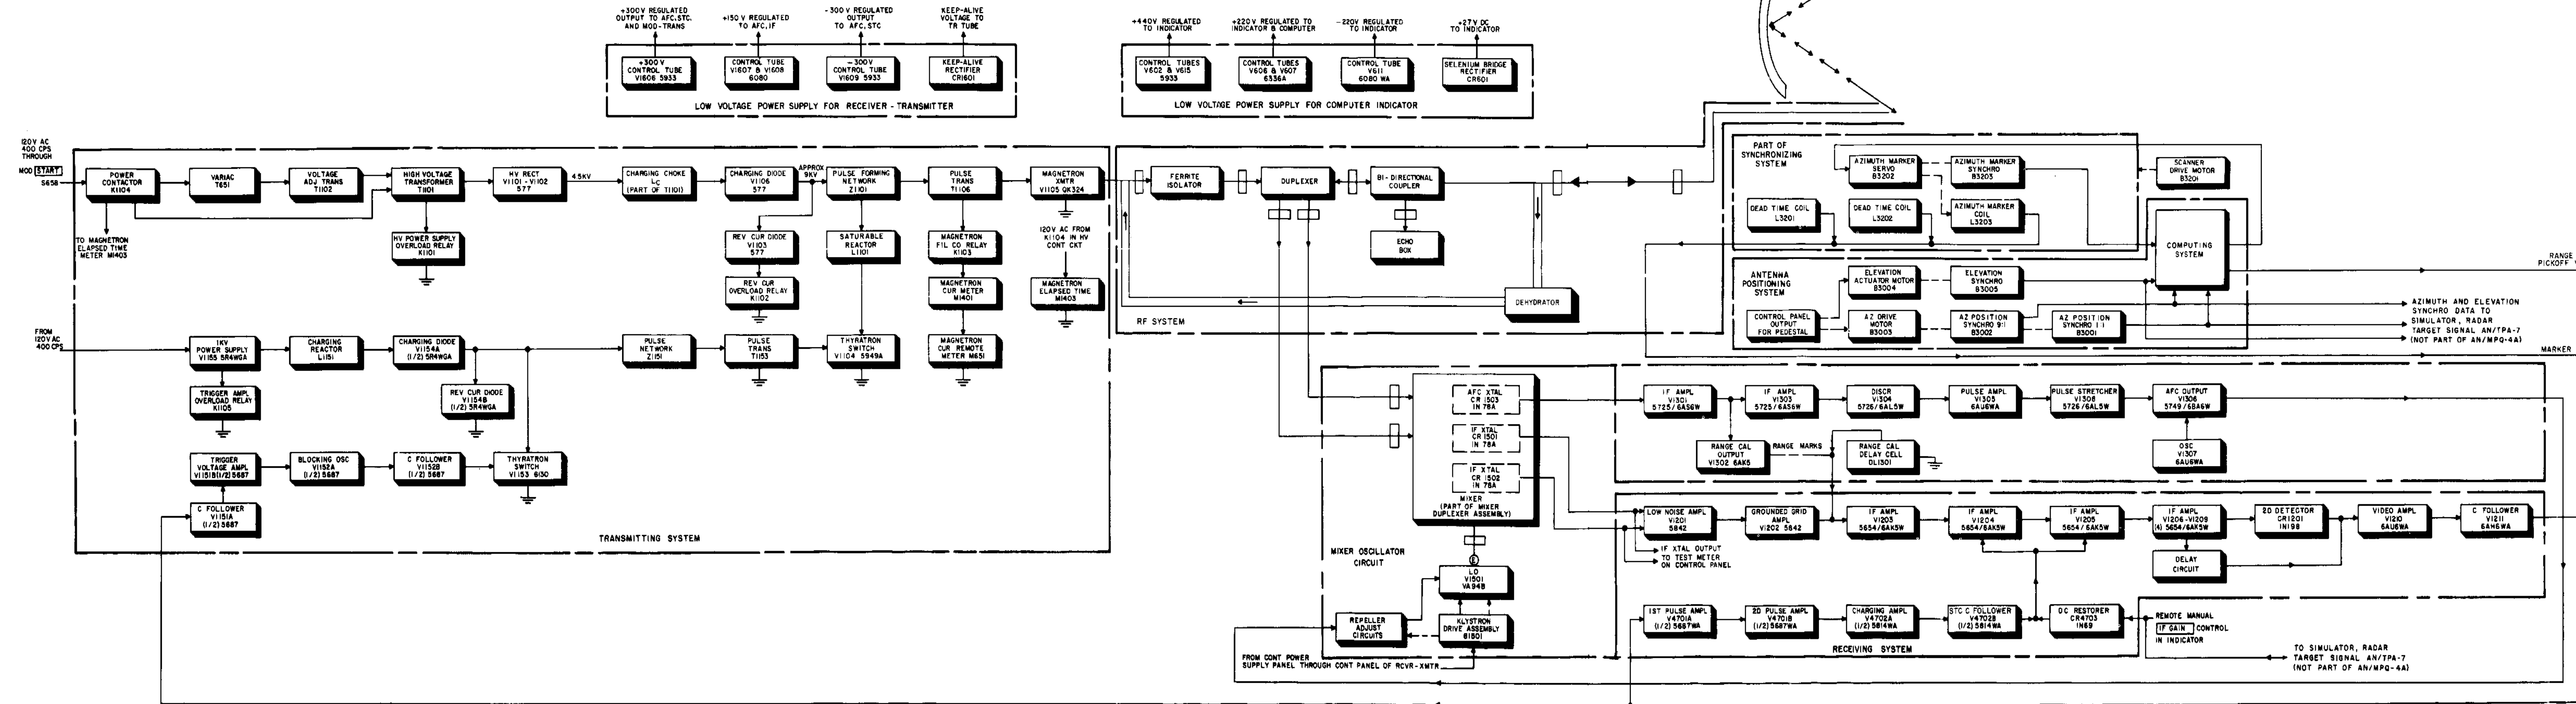 +300V REGULATED
OUTPUT TO AFC, STC.
AND MOD-TRANS
+150V REGULATED
TO AFC, IF
-300V REGULATED
OUTPUT
TO AFC, STC
KEEP-ALIVE
VOLTAGE TO
TR TUBE
+300V
CONTROL TUBE
V1606 5933
CONTROL TUBE
V1607 & V1608
6080
-300V
CONTROL TUBE
V1609 5933
KEEP-ALIVE
RECTIFIER
CR1601
LOW VOLTAGE POWER SUPPLY FOR RECEIVER - TRANSMITTER
+440V REGULATED
TO INDICATOR
+220V REGULATED TO
INDICATOR & COMPUTER
-220V REGULATED
TO INDICATOR
+27V DC
TO INDICATOR
CONTROL TUBES
V602 & V615
5933
CONTROL TUBES
V606 & V607
6336A
CONTROL TUBE
V611
6080 WA
SELENIUM BRIDGE
RECTIFIER
CR601
LOW VOLTAGE POWER SUPPLY FOR COMPUTER INDICATOR
120V AC
400 CPS
THROUGH
MOD START
S658
POWER
CONTACTOR
K1104
VARIAC
T651
VOLTAGE
ADJ TRANS
T1102
HIGH VOLTAGE
TRANSFORMER
T1101
HV RECT
V1101-V1102
577
4.5KV
CHARGING CHOKE
LC
(PART OF T1101)
CHARGING DIODE
V1106
577
APPROX
9KV
PULSE FORMING
NETWORK
Z1101
PULSE
TRANS
T1106
MAGNETRON
XMTR
V1105 QK324
TO MAGNETRON
ELAPSED TIME
METER M1403
HV POWER SUPPLY
OVERLOAD RELAY
K1101
REV CUR DIODE
V1103
577
SATURABLE
REACTOR
L1101
MAGNETRON
FIL CO RELAY
K1103
120V AC FROM
K1104 IN HV
CONT CKT
REV CUR
OVERLOAD RELAY
K1102
MAGNETRON
CUR METER
M1401
MAGNETRON
ELAPSED TIME
M1403
FROM
120V AC
400 CPS
1KV
POWER SUPPLY
V1155 5R4WGA
CHARGING
REACTOR
L1151
CHARGING DIODE
V1154A
(1/2) 5R4WGA
PULSE
NETWORK
Z1151
PULSE
TRANS
T1153
THYRATRON
SWITCH
V1104 5949A
MAGNETRON
CUR REMOTE
METER M651
TRIGGER AMPL
OVERLOAD RELAY
K1105
REV CUR DIODE
V1154B
(1/2) 5R4WGA
TRIGGER
VOLTAGE AMPL
V1151B(1/2)5687
BLOCKING OSC
V1152A
(1/2) 5687
C FOLLOWER
V1152B
(1/2) 5687
THYRATRON
SWITCH
V1153 6130
C FOLLOWER
V1151A
(1/2) 5687
TRANSMITTING SYSTEM
FERRITE
ISOLATOR
DUPLEXER
BI-DIRECTIONAL
COUPLER
ECHO
BOX
DEHYDRATOR
RF SYSTEM
PART OF
SYNCHRONIZING
SYSTEM
AZIMUTH MARKER
SERVO
B3202
AZIMUTH MARKER
SYNCHRO
B3203
SCANNER
DRIVE MOTOR
B3201
DEAD TIME COIL
L3201
DEAD TIME COIL
L3202
AZIMUTH MARKER
COIL
L3203
COMPUTING
SYSTEM
ANTENNA
POSITIONING
SYSTEM
ELEVATION
ACTUATOR MOTOR
B3004
ELEVATION
SYNCHRO
B3005
CONTROL PANEL
OUTPUT
FOR PEDESTAL
AZ DRIVE
MOTOR
B3003
AZ POSITION
SYNCHRO 9:1
B3002
AZ POSITION
SYNCHRO 1:1
B3001
RANGE
PICKOFF
AZIMUTH AND ELEVATION
SYNCHRO DATA TO
SIMULATOR, RADAR
TARGET SIGNAL AN/TPA-7
(NOT PART OF AN/MPQ-4A)
MARKER
AFC XTAL
CR 1503
IN 78A
IF XTAL
CR 1501
IN 78A
IF XTAL
CR 1502
IN 78A
MIXER
(PART OF MIXER
DUPLEXER ASSEMBLY)
MIXER OSCILLATOR
CIRCUIT
LO
V1501
VA94B
REPELLER
ADJUST
CIRCUITS
KLYSTRON
DRIVE ASSEMBLY
B1501
FROM CONT POWER
SUPPLY PANEL THROUGH CONT PANEL OF RCVR-XMTR
IF AMPL
V1301
5725/6AS6W
IF AMPL
V1303
5725/6AS6W
DISCR
V1304
5726/6AL5W
PULSE AMPL
V1305
6AU6WA
PULSE STRETCHER
V1308
5726/6AL5W
AFC OUTPUT
V1306
5749/6BA6W
RANGE CAL
OUTPUT
V1302 6AK5
RANGE MARKS
RANGE CAL
DELAY CELL
DL1301
OSC
V1307
6AU6WA
LOW NOISE AMPL
V1201
5842
GROUNDED GRID
AMPL
V1202 5842
IF AMPL
V1203
5654/6AK5W
IF AMPL
V1204
5654/6AK5W
IF AMPL
V1205
5654/6AK5W
IF AMPL
V1206-V1209
(4) 5654/6AK5W
2D DETECTOR
CR1201
IN198
VIDEO AMPL
V1210
6AU6WA
C FOLLOWER
V1211
6AH6WA
IF XTAL OUTPUT
TO TEST METER
ON CONTROL PANEL
DELAY
CIRCUIT
1ST PULSE AMPL
V4701A
(1/2) 5687WA
2D PULSE AMPL
V4701B
(1/2) 5687WA
CHARGING AMPL
V4702A
(1/2) 5814WA
STC C FOLLOWER
V4702B
(1/2) 5814WA
DC RESTORER
CR4703
IN69
REMOTE MANUAL
IF GAIN CONTROL
IN INDICATOR
RECEIVING SYSTEM
TO SIMULATOR, RADAR
TARGET SIGNAL AN/TPA-7
(NOT PART OF AN/MPQ-4A)